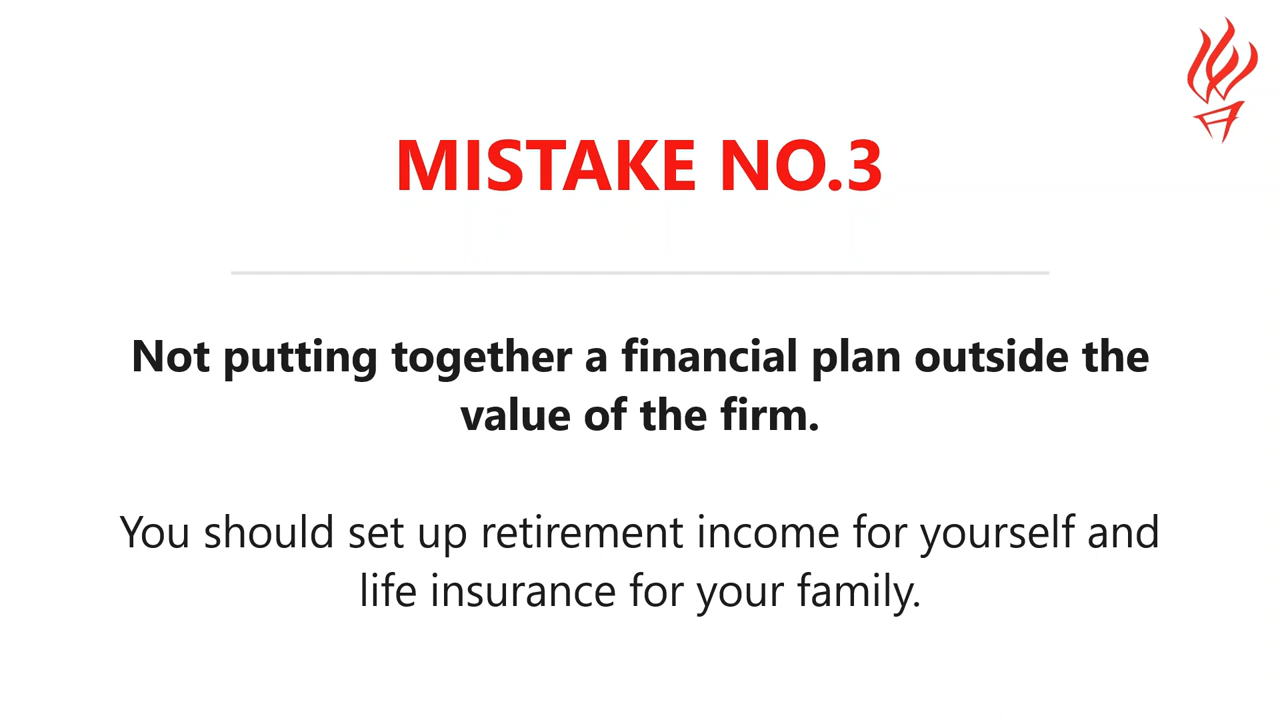 MISTAKE NO.3
Not putting together a financial plan outside the
value of the firm.
You should set up retirement income for yourself and
life insurance for your family.